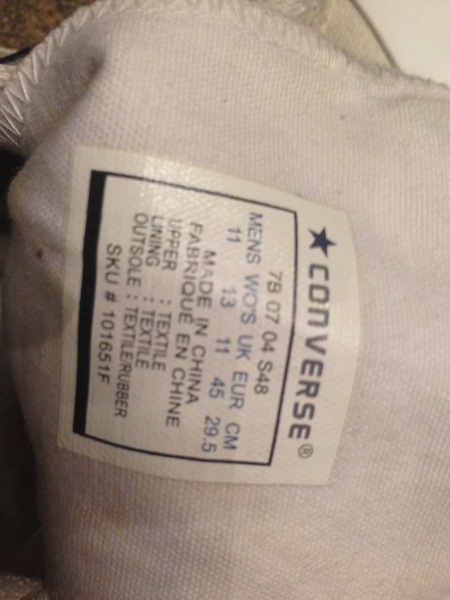 ★ CONVERSE®
79 07 04 S48
MENS WO'S UK EUR CM
11 13 11 45 29.5
MADE IN CHINA
FABRIQUE EN CHINE
UPPER : TEXTILE
LINING : TEXTILE
OUTSOLE : TEXTILE/RUBBER
SKU # 101651F